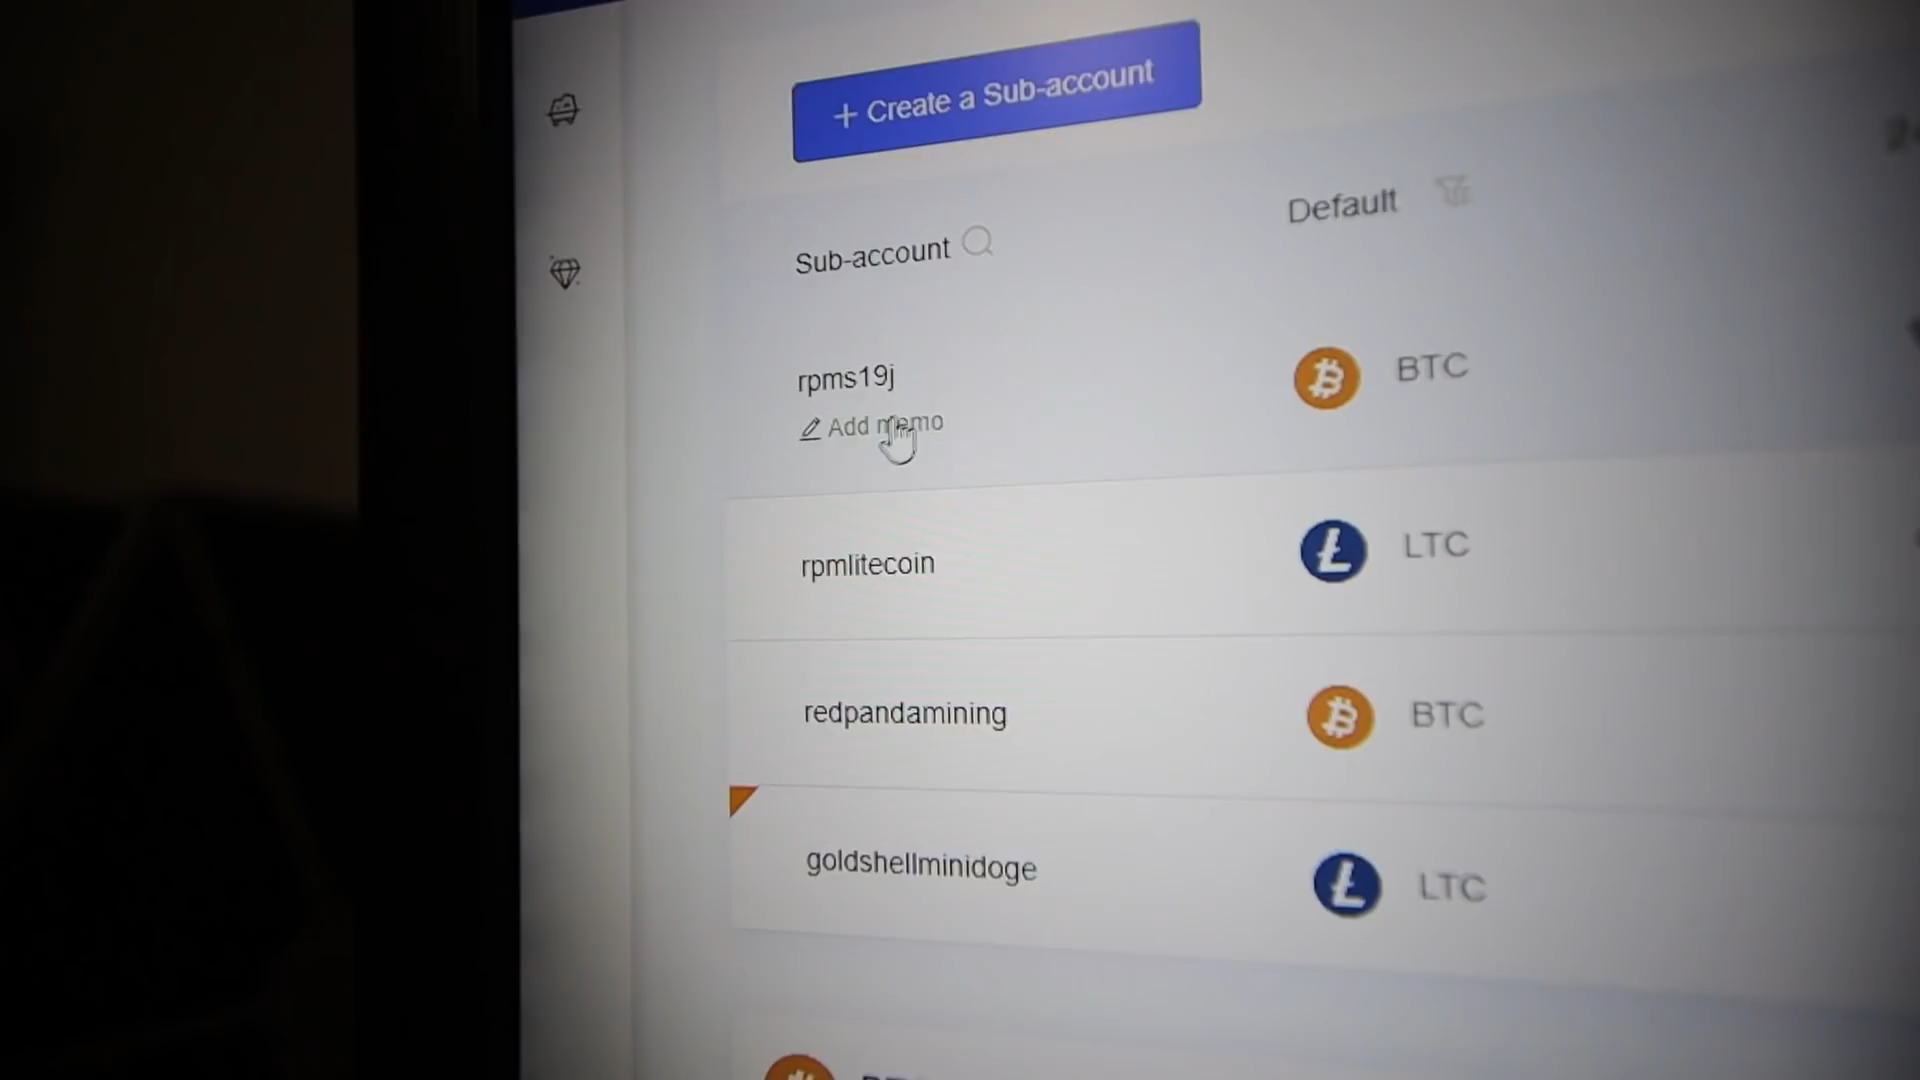 + Create a Sub-account
Sub-account
Default
rpms19j
BTC
Add memo
rpmlitecoin
LTC
redpandamining
BTC
goldshellminidoge
LTC